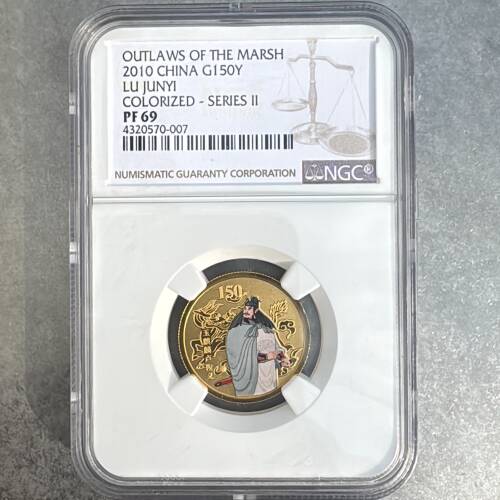 OUTLAWS OF THE MARSH
2010 CHINA G150Y
LU JUNYI
COLORIZED - SERIES II
PF 69
4320570-007
NUMISMATIC GUARANTY CORPORATION
NGC®
150